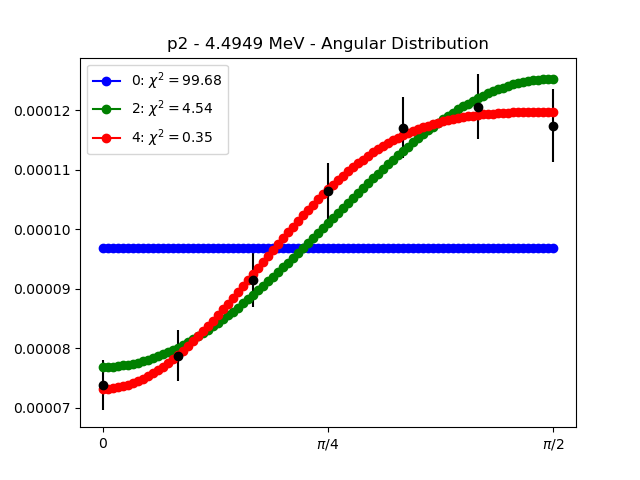 p2 - 4.4949 MeV - Angular Distribution
0: χ² = 99.68
2: χ² = 4.54
4: χ² = 0.35
0.00012
0.00011
0.00010
0.00009
0.00008
0.00007
0 π/4 π/2